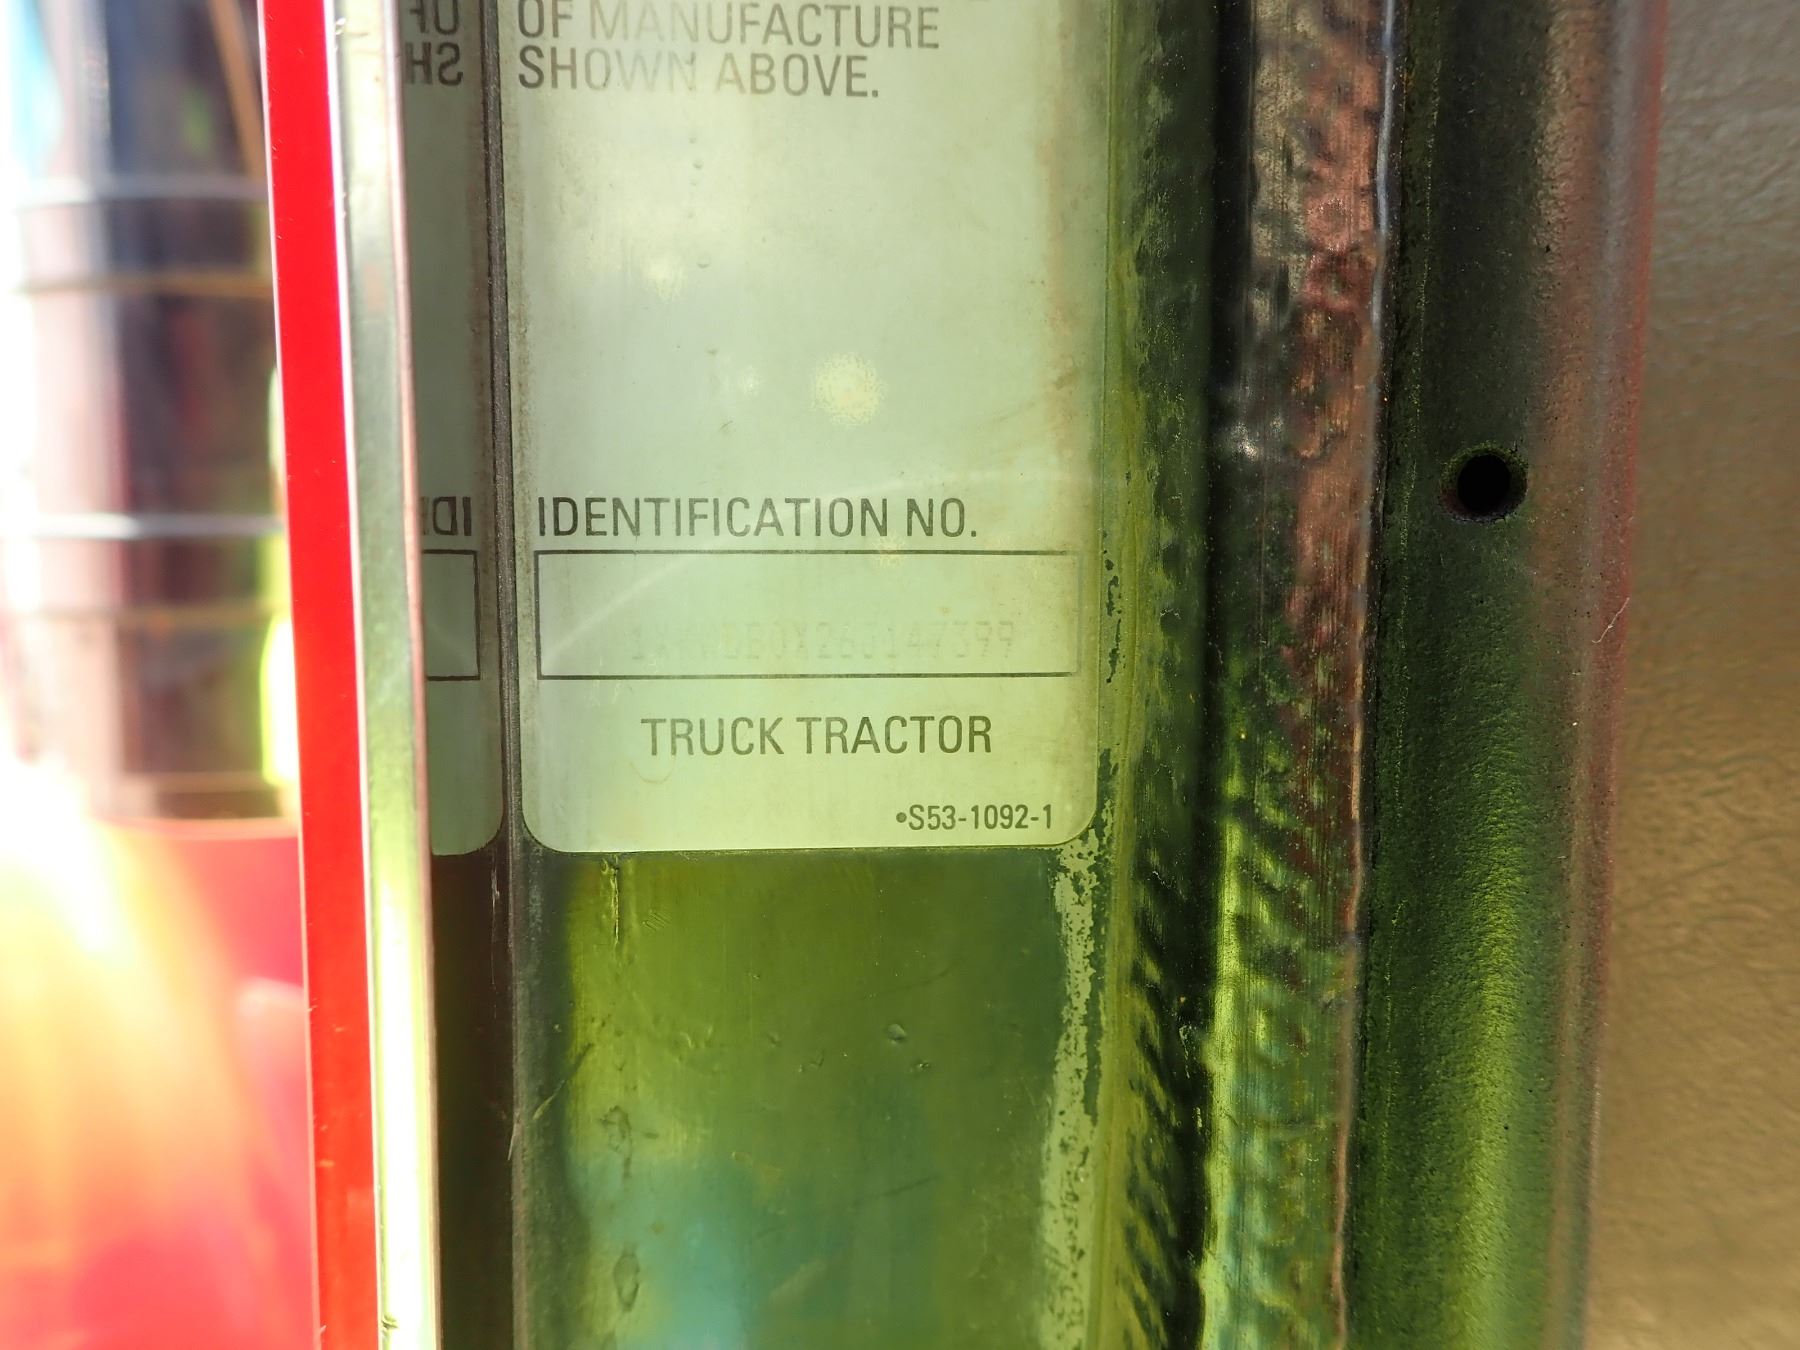 OF MANUFACTURE
SHOWN ABOVE.
IDENTIFICATION NO.
TRUCK TRACTOR
•S53-1092-1